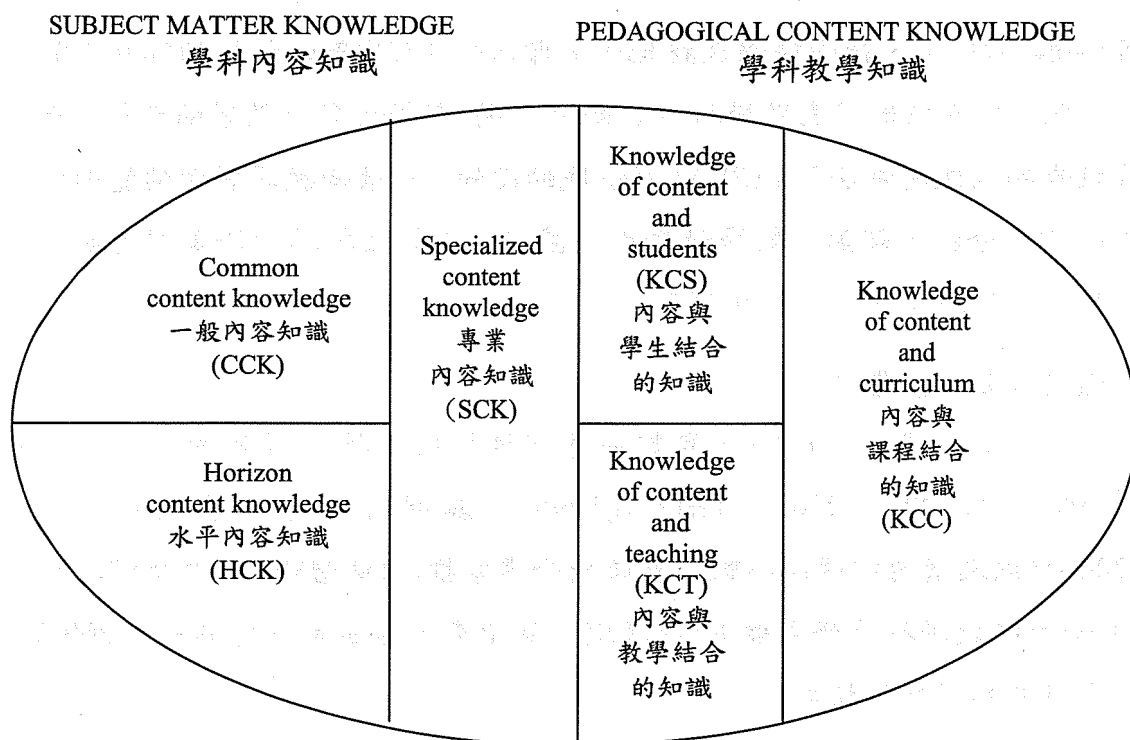 SUBJECT MATTER KNOWLEDGE
學科內容知識
PEDAGOGICAL CONTENT KNOWLEDGE
學科教學知識
Common
content knowledge
一般內容知識
(CCK)
Horizon
content knowledge
水平內容知識
(HCK)
Specialized
content
knowledge
專業
內容知識
(SCK)
Knowledge
of content
and
students
(KCS)
內容與
學生結合
的知識
Knowledge
of content
and
teaching
(KCT)
內容與
教學結合
的知識
Knowledge
of content
and
curriculum
內容與
課程結合
的知識
(KCC)